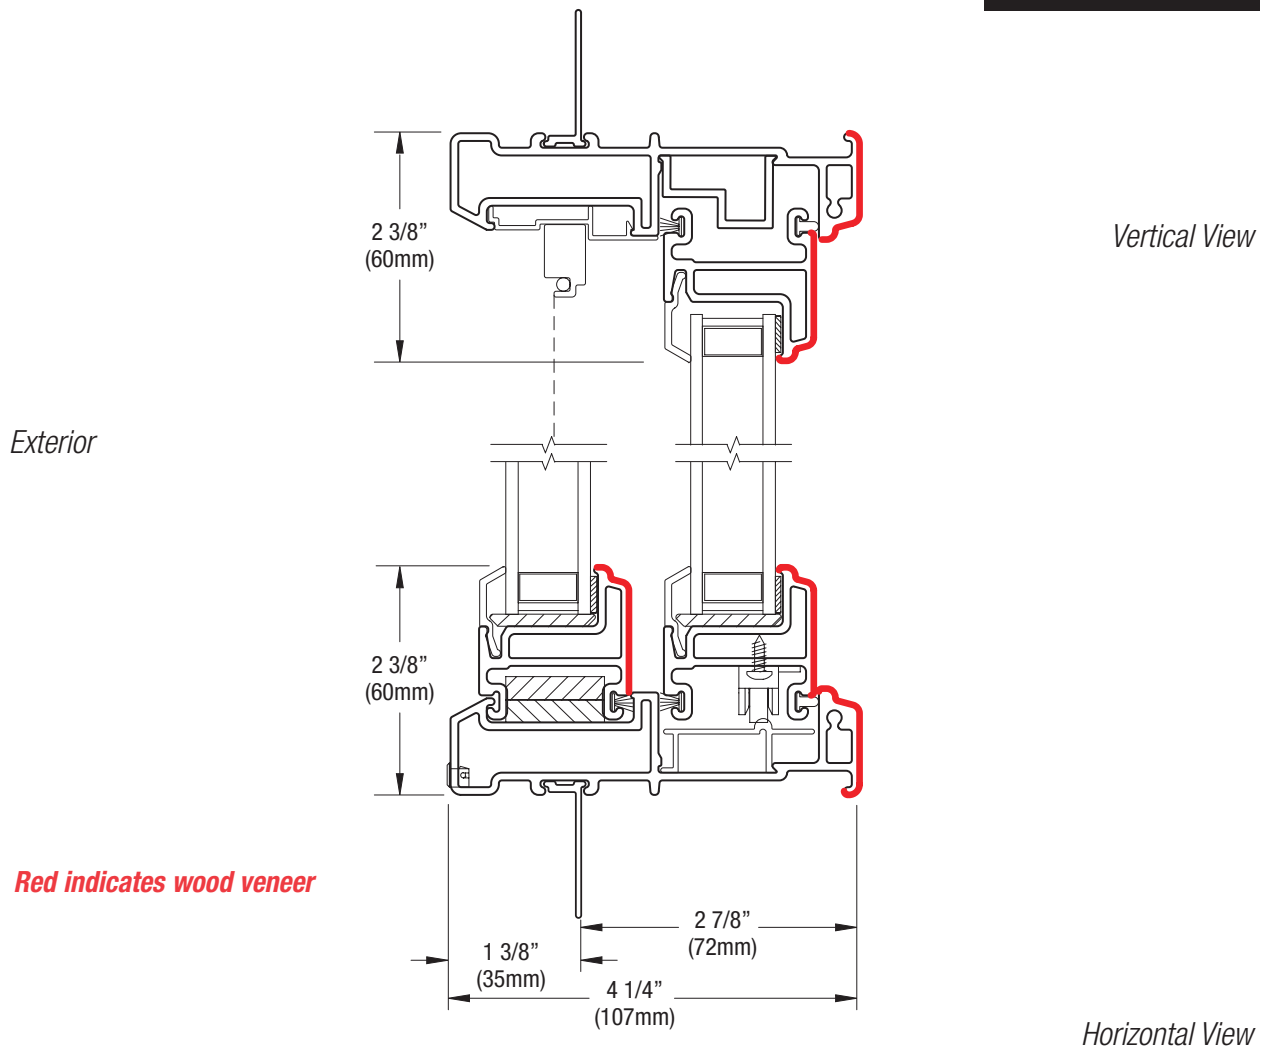 2 3/8”
(60mm)
Vertical View
Exterior
2 3/8”
(60mm)
Red indicates wood veneer
2 7/8”
(72mm)
1 3/8”
(35mm)
4 1/4”
(107mm)
Horizontal View